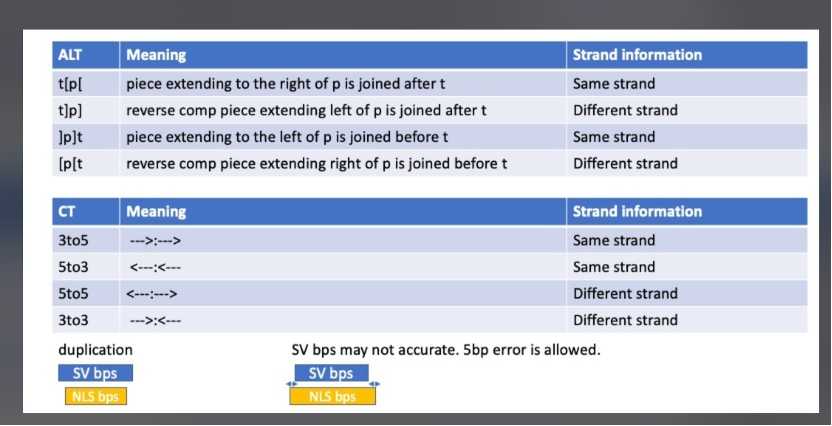 ALT Meaning Strand information
t[p[ piece extending to the right of p is joined after t Same strand
t]p] reverse comp piece extending left of p is joined after t Different strand
]p]t piece extending to the left of p is joined before t Same strand
[p[t reverse comp piece extending right of p is joined before t Different strand
CT Meaning Strand information
3to5 --->:---> Same strand
5to3 <---:<--- Same strand
5to5 <---:---> Different strand
3to3 --->:<--- Different strand
duplication SV bps may not accurate. 5bp error is allowed.
SV bps SV bps
NLS bps NLS bps